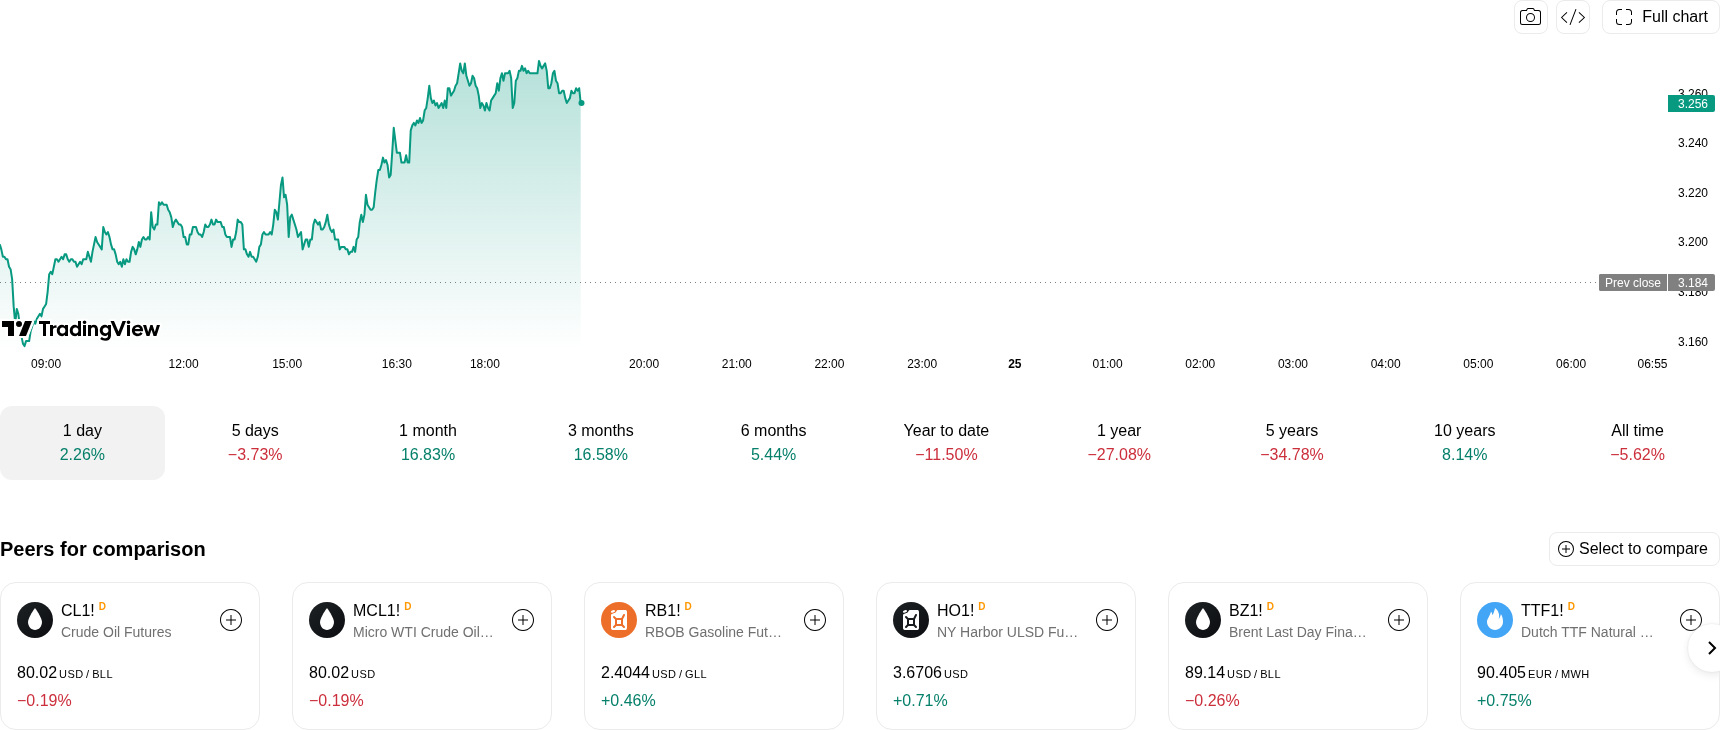 Full chart
3.260
3.256
3.240
3.220
3.200
Prev close 3.184
3.180
3.160
TradingView
09:00 12:00 15:00 16:30 18:00 20:00 21:00 22:00 23:00 25 01:00 02:00 03:00 04:00 05:00 06:00 06:55
1 day 5 days 1 month 3 months 6 months Year to date 1 year 5 years 10 years All time
2.26% −3.73% 16.83% 16.58% 5.44% −11.50% −27.08% −34.78% 8.14% −5.62%
Peers for comparison
Select to compare
CL1! D
Crude Oil Futures
80.02 USD / BLL
−0.19%
MCL1! D
Micro WTI Crude Oil…
80.02 USD
−0.19%
RB1! D
RBOB Gasoline Fut…
2.4044 USD / GLL
+0.46%
HO1! D
NY Harbor ULSD Fu…
3.6706 USD
+0.71%
BZ1! D
Brent Last Day Fina…
89.14 USD / BLL
−0.26%
TTF1! D
Dutch TTF Natural …
90.405 EUR / MWH
+0.75%